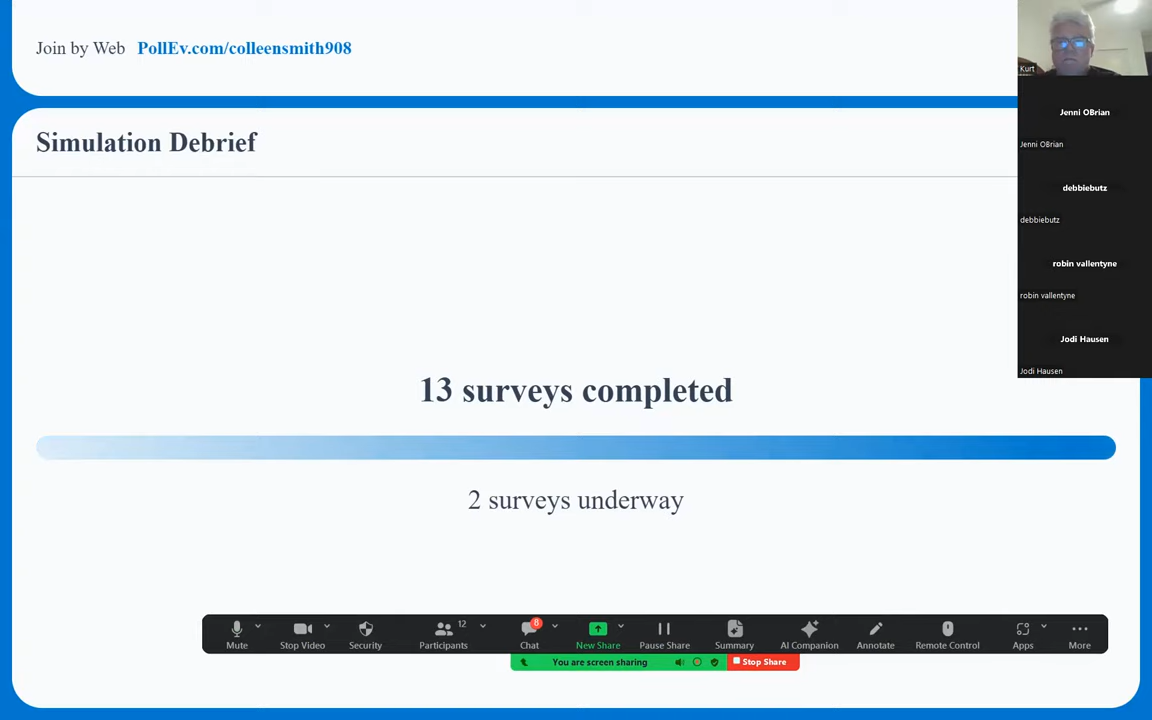 Join by Web PollEv.com/colleensmith908
Kurt
Simulation Debrief
Jenni OBrian
Jenni OBrian
debbiebutz
debbiebutz
robin vallentyne
robin vallentyne
Jodi Hausen
Jodi Hausen
13 surveys completed
2 surveys underway
Mute
Stop Video
Security
Participants 12
Chat 8
New Share
Pause Share
Summary
AI Companion
Annotate
Remote Control
Apps
More
You are screen sharing
Stop Share